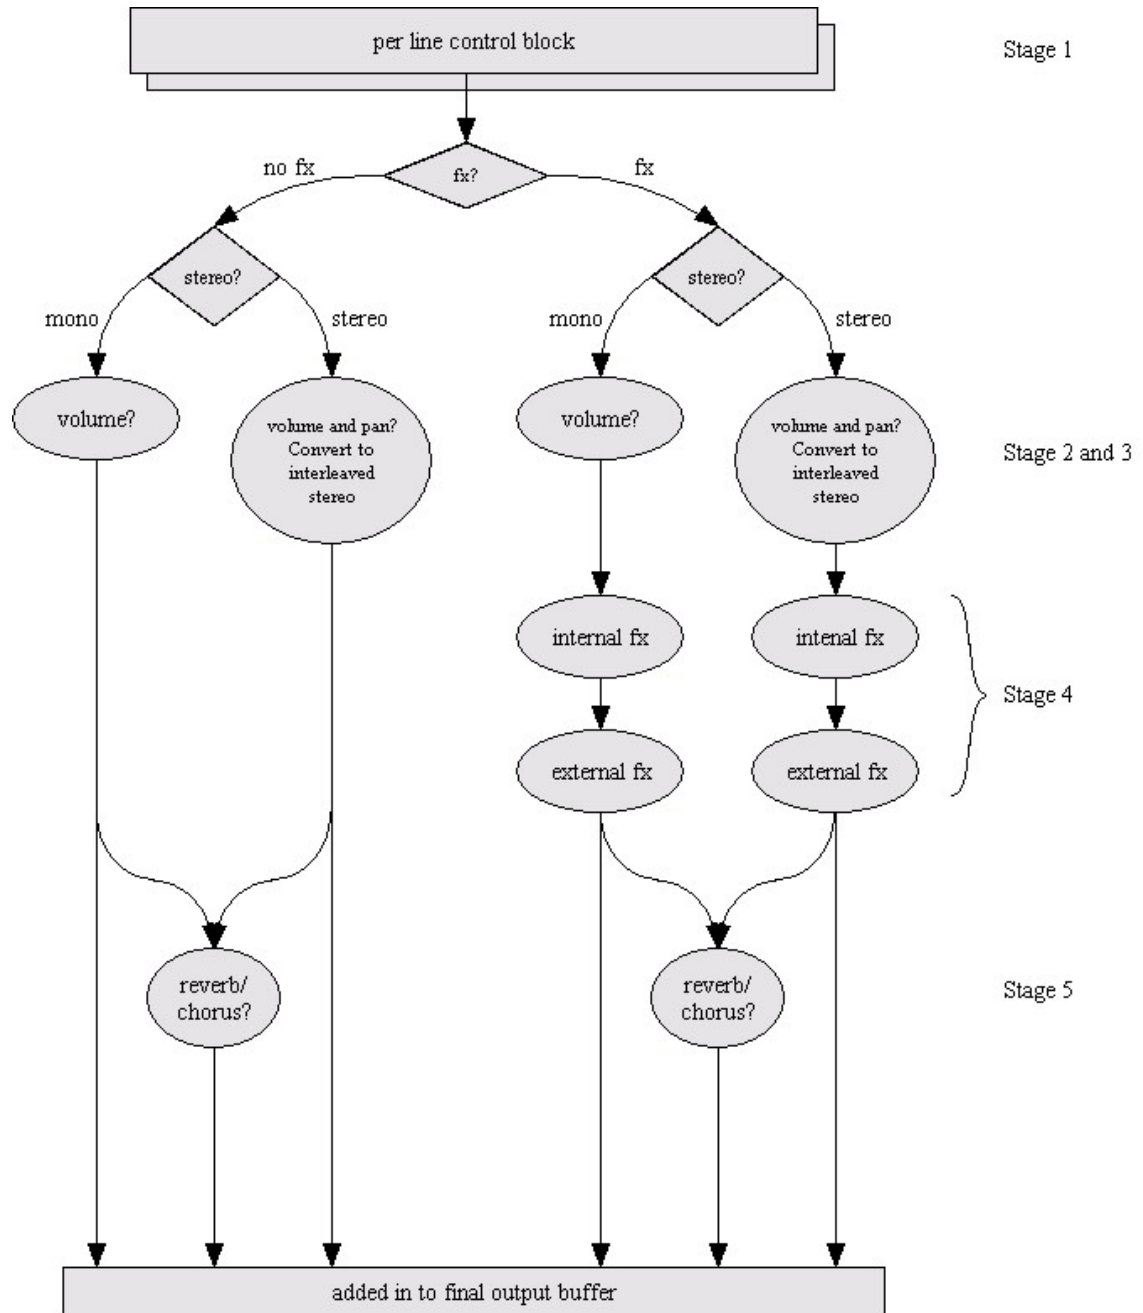 per line control block
Stage 1
no fx
fx?
fx
stereo?
stereo?
mono
stereo
mono
stereo
volume?
volume and pan?
Convert to
interleaved
stereo
volume?
volume and pan?
Convert to
interleaved
stereo
Stage 2 and 3
internal fx
intenal fx
Stage 4
external fx
external fx
reverb/
chorus?
reverb/
chorus?
Stage 5
added in to final output buffer